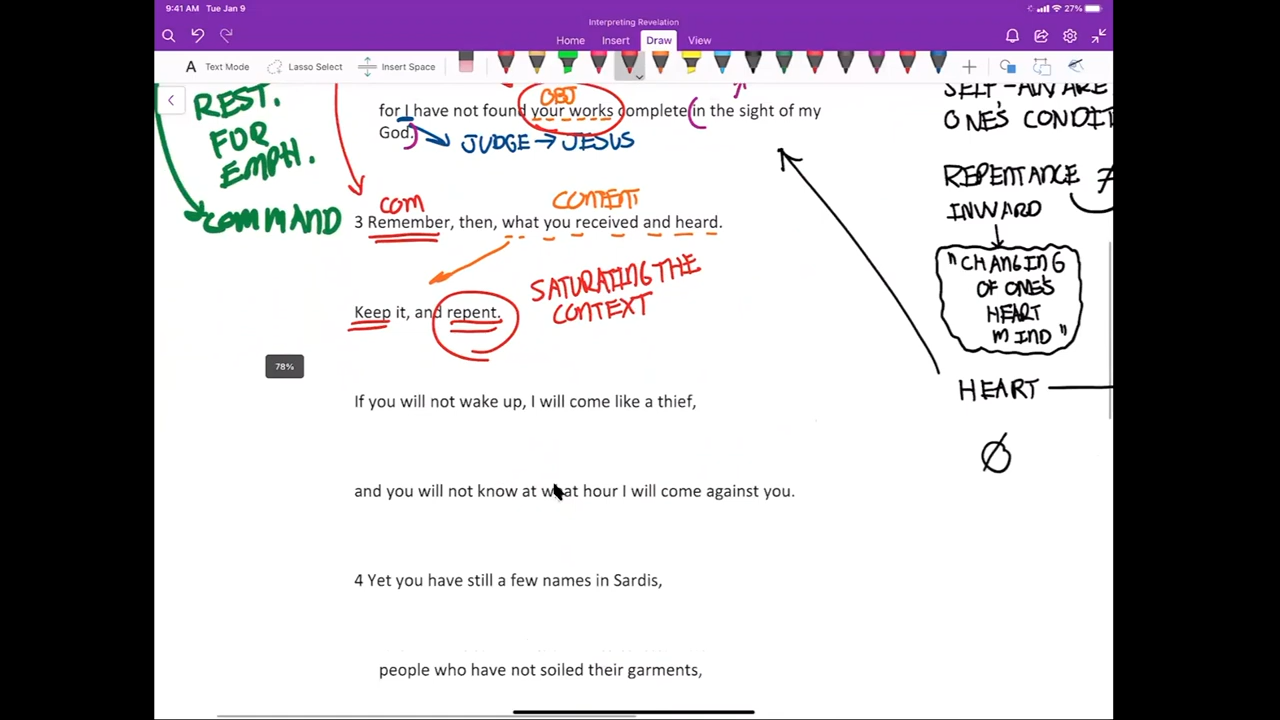 9:41 AM Tue Jan 9
27%
Interpreting Revelation
Home Insert Draw View
Text Mode Lasso Select Insert Space
REST.
FOR
EMPH.
COMMAND
OBJ
for I have not found your works complete (in the sight of my
God.)
JUDGE → JESUS
COM
CONTENT
3 Remember, then, what you received and heard.
SATURATING THE
CONTEXT
Keep it, and repent.
78%
If you will not wake up, I will come like a thief,
and you will not know at what hour I will come against you.
4 Yet you have still a few names in Sardis,
people who have not soiled their garments,
SELF-AWARE
ONE'S CONDIT
REPENTANCE ≠
INWARD
"CHANGING
OF ONE'S
HEART
MIND"
HEART
Ø